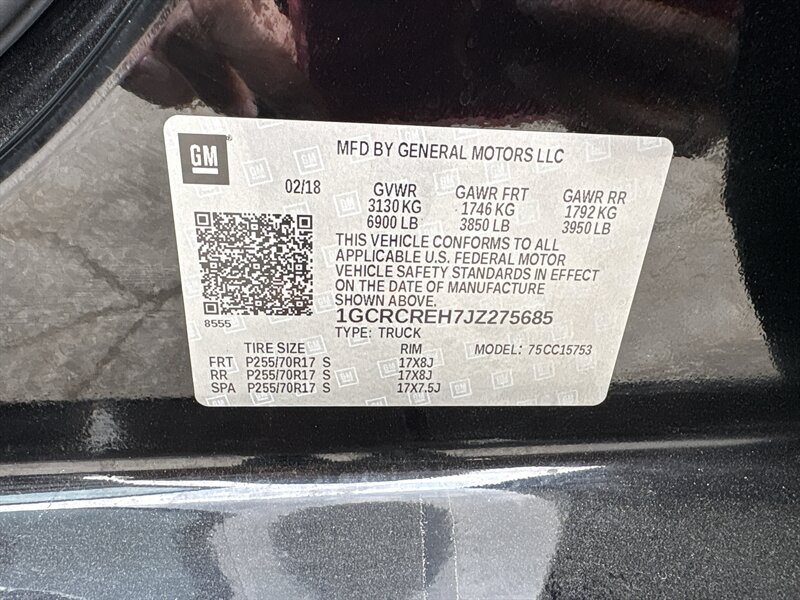 GM
MFD BY GENERAL MOTORS LLC
02/18 GVWR GAWR FRT GAWR RR
3130 KG 1746 KG 1792 KG
6900 LB 3850 LB 3950 LB
THIS VEHICLE CONFORMS TO ALL
APPLICABLE U.S. FEDERAL MOTOR
VEHICLE SAFETY STANDARDS IN EFFECT
ON THE DATE OF MANUFACTURE
SHOWN ABOVE.
8555
1GCRCREH7JZ275685
TYPE: TRUCK
TIRE SIZE RIM MODEL: 75CC15753
FRT P255/70R17 S 17X8J
RR P255/70R17 S 17X8J
SPA P255/70R17 S 17X7.5J